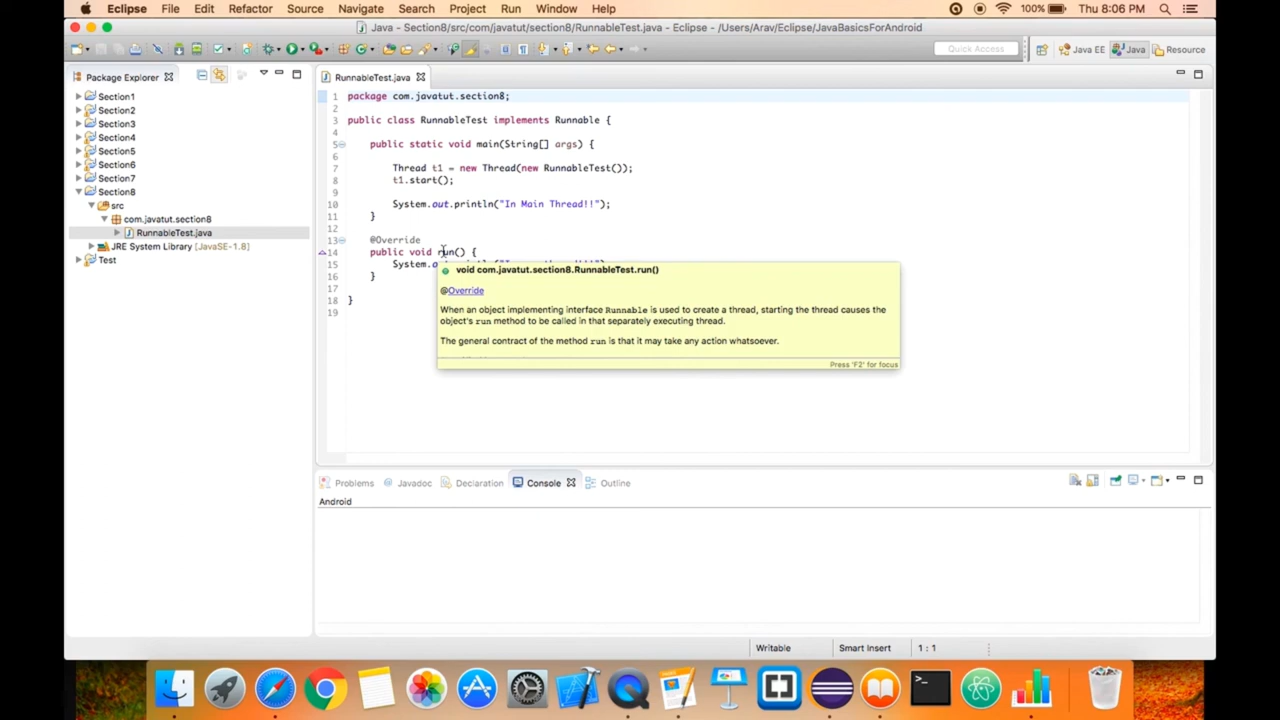 Eclipse File Edit Refactor Source Navigate Search Project Run Window Help 100% Thu 8:06 PM
Java - Section8/src/com/javatut/section8/RunnableTest.java - Eclipse - /Users/Arav/Eclipse/JavaBasicsForAndroid
Quick Access Java EE Java Resource
Package Explorer
Section1
Section2
Section3
Section4
Section5
Section6
Section7
Section8
src
com.javatut.section8
RunnableTest.java
JRE System Library [JavaSE-1.8]
Test
RunnableTest.java
1 package com.javatut.section8;
2
3 public class RunnableTest implements Runnable {
4
5 public static void main(String[] args) {
6
7 Thread t1 = new Thread(new RunnableTest());
8 t1.start();
9
10 System.out.println("In Main Thread!!");
11 }
12
13 @Override
14 public void run() {
15 System.
16 }
17
18 }
19
void com.javatut.section8.RunnableTest.run()
@Override
When an object implementing interface Runnable is used to create a thread, starting the thread causes the
object's run method to be called in that separately executing thread.
The general contract of the method run is that it may take any action whatsoever.
Press 'F2' for focus
Problems Javadoc Declaration Console Outline
Android
Writable Smart Insert 1 : 1